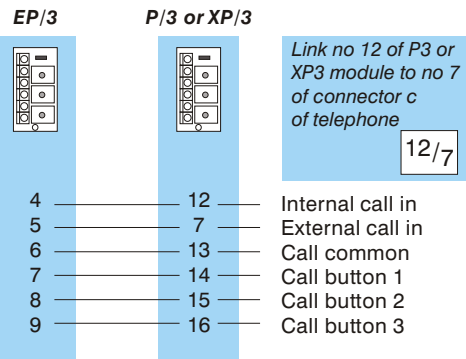 EP/3 P/3 or XP/3
Link no 12 of P3 or
XP3 module to no 7
of connector c
of telephone
12/7
4 12 Internal call in
5 7 External call in
6 13 Call common
7 14 Call button 1
8 15 Call button 2
9 16 Call button 3